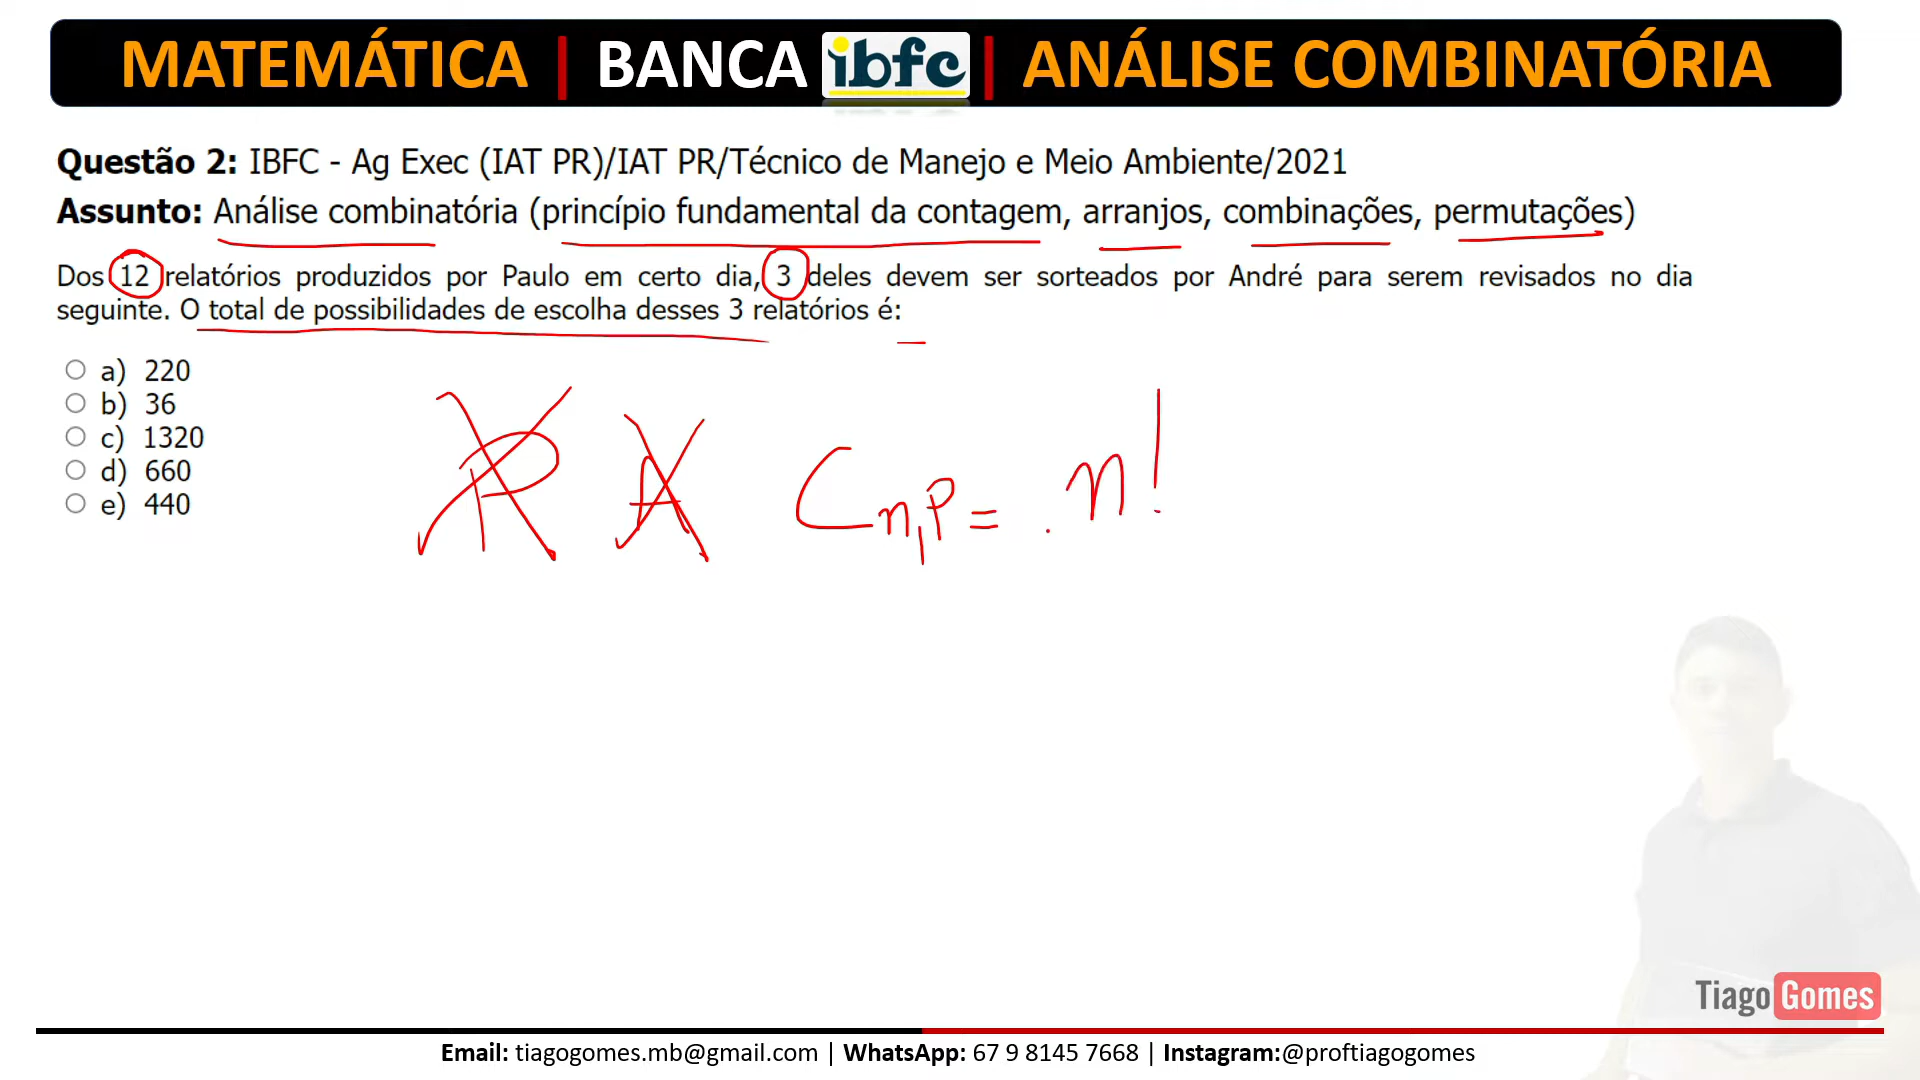 MATEMÁTICA | BANCA ibfc | ANÁLISE COMBINATÓRIA
Questão 2: IBFC - Ag Exec (IAT PR)/IAT PR/Técnico de Manejo e Meio Ambiente/2021
Assunto: Análise combinatória (princípio fundamental da contagem, arranjos, combinações, permutações)
Dos 12 relatórios produzidos por Paulo em certo dia, 3 deles devem ser sorteados por André para serem revisados no dia
seguinte. O total de possibilidades de escolha desses 3 relatórios é:
a) 220
b) 36
c) 1320
d) 660
e) 440
P A C n,p = n!
Tiago Gomes
Email: tiagogomes.mb@gmail.com | WhatsApp: 67 9 8145 7668 | Instagram:@proftiagogomes